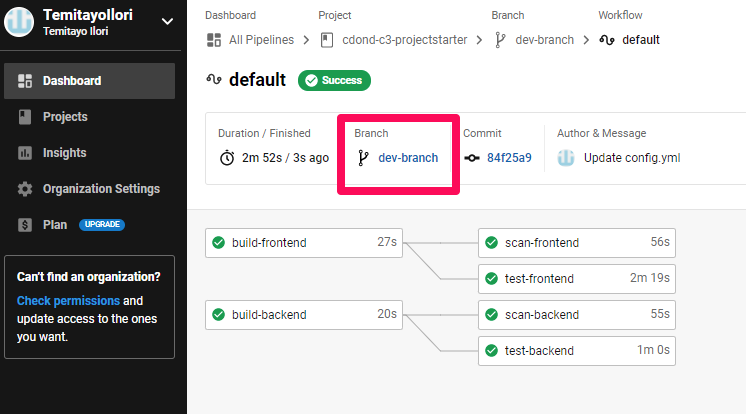 TemitayoIlori
Temitayo Ilori
Dashboard
Projects
Insights
Organization Settings
Plan UPGRADE
Can't find an organization?
Check permissions and
update access to the ones
you want.
Dashboard Project Branch Workflow
All Pipelines cdond-c3-projectstarter dev-branch default
default Success
Duration / Finished Branch Commit Author & Message
2m 52s / 3s ago dev-branch 84f25a9 Update config.yml
build-frontend 27s scan-frontend 56s
test-frontend 2m 19s
build-backend 20s scan-backend 55s
test-backend 1m 0s